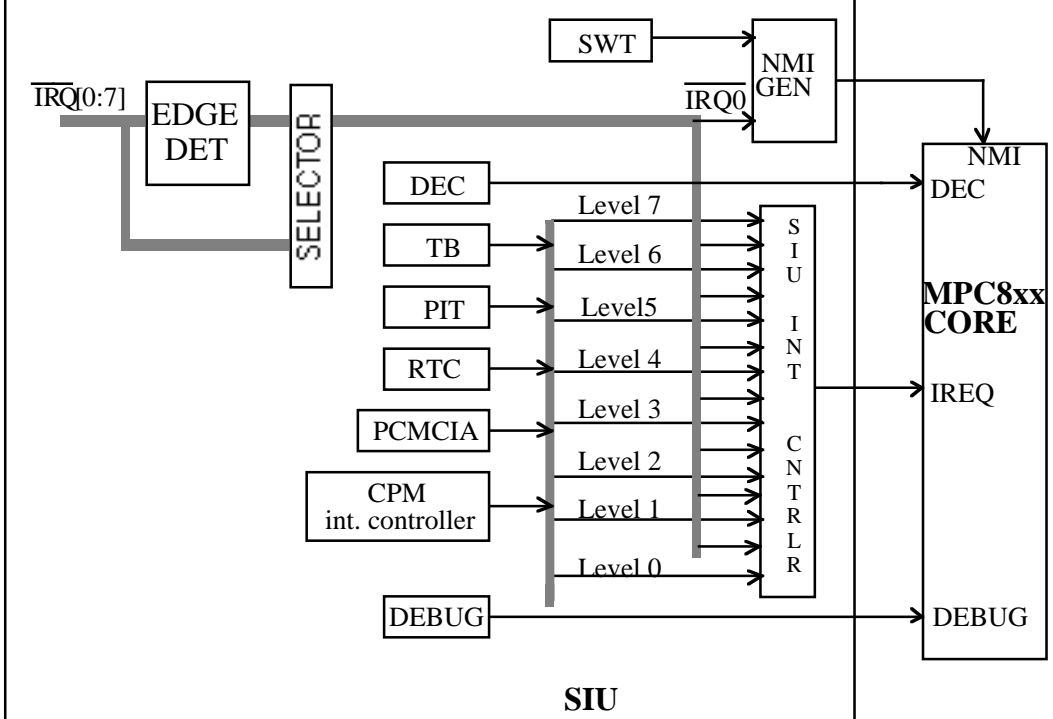 SWT
NMI
GEN
IRQ[0:7]
EDGE
DET
SELECTOR
IRQ0
NMI
DEC
DEC
Level 7
TB
Level 6
PIT
Level5
RTC
Level 4
PCMCIA
Level 3
CPM
int. controller
Level 2
Level 1
Level 0
SIU INT CNTRLR
MPC8xx
CORE
IREQ
DEBUG
DEBUG
SIU